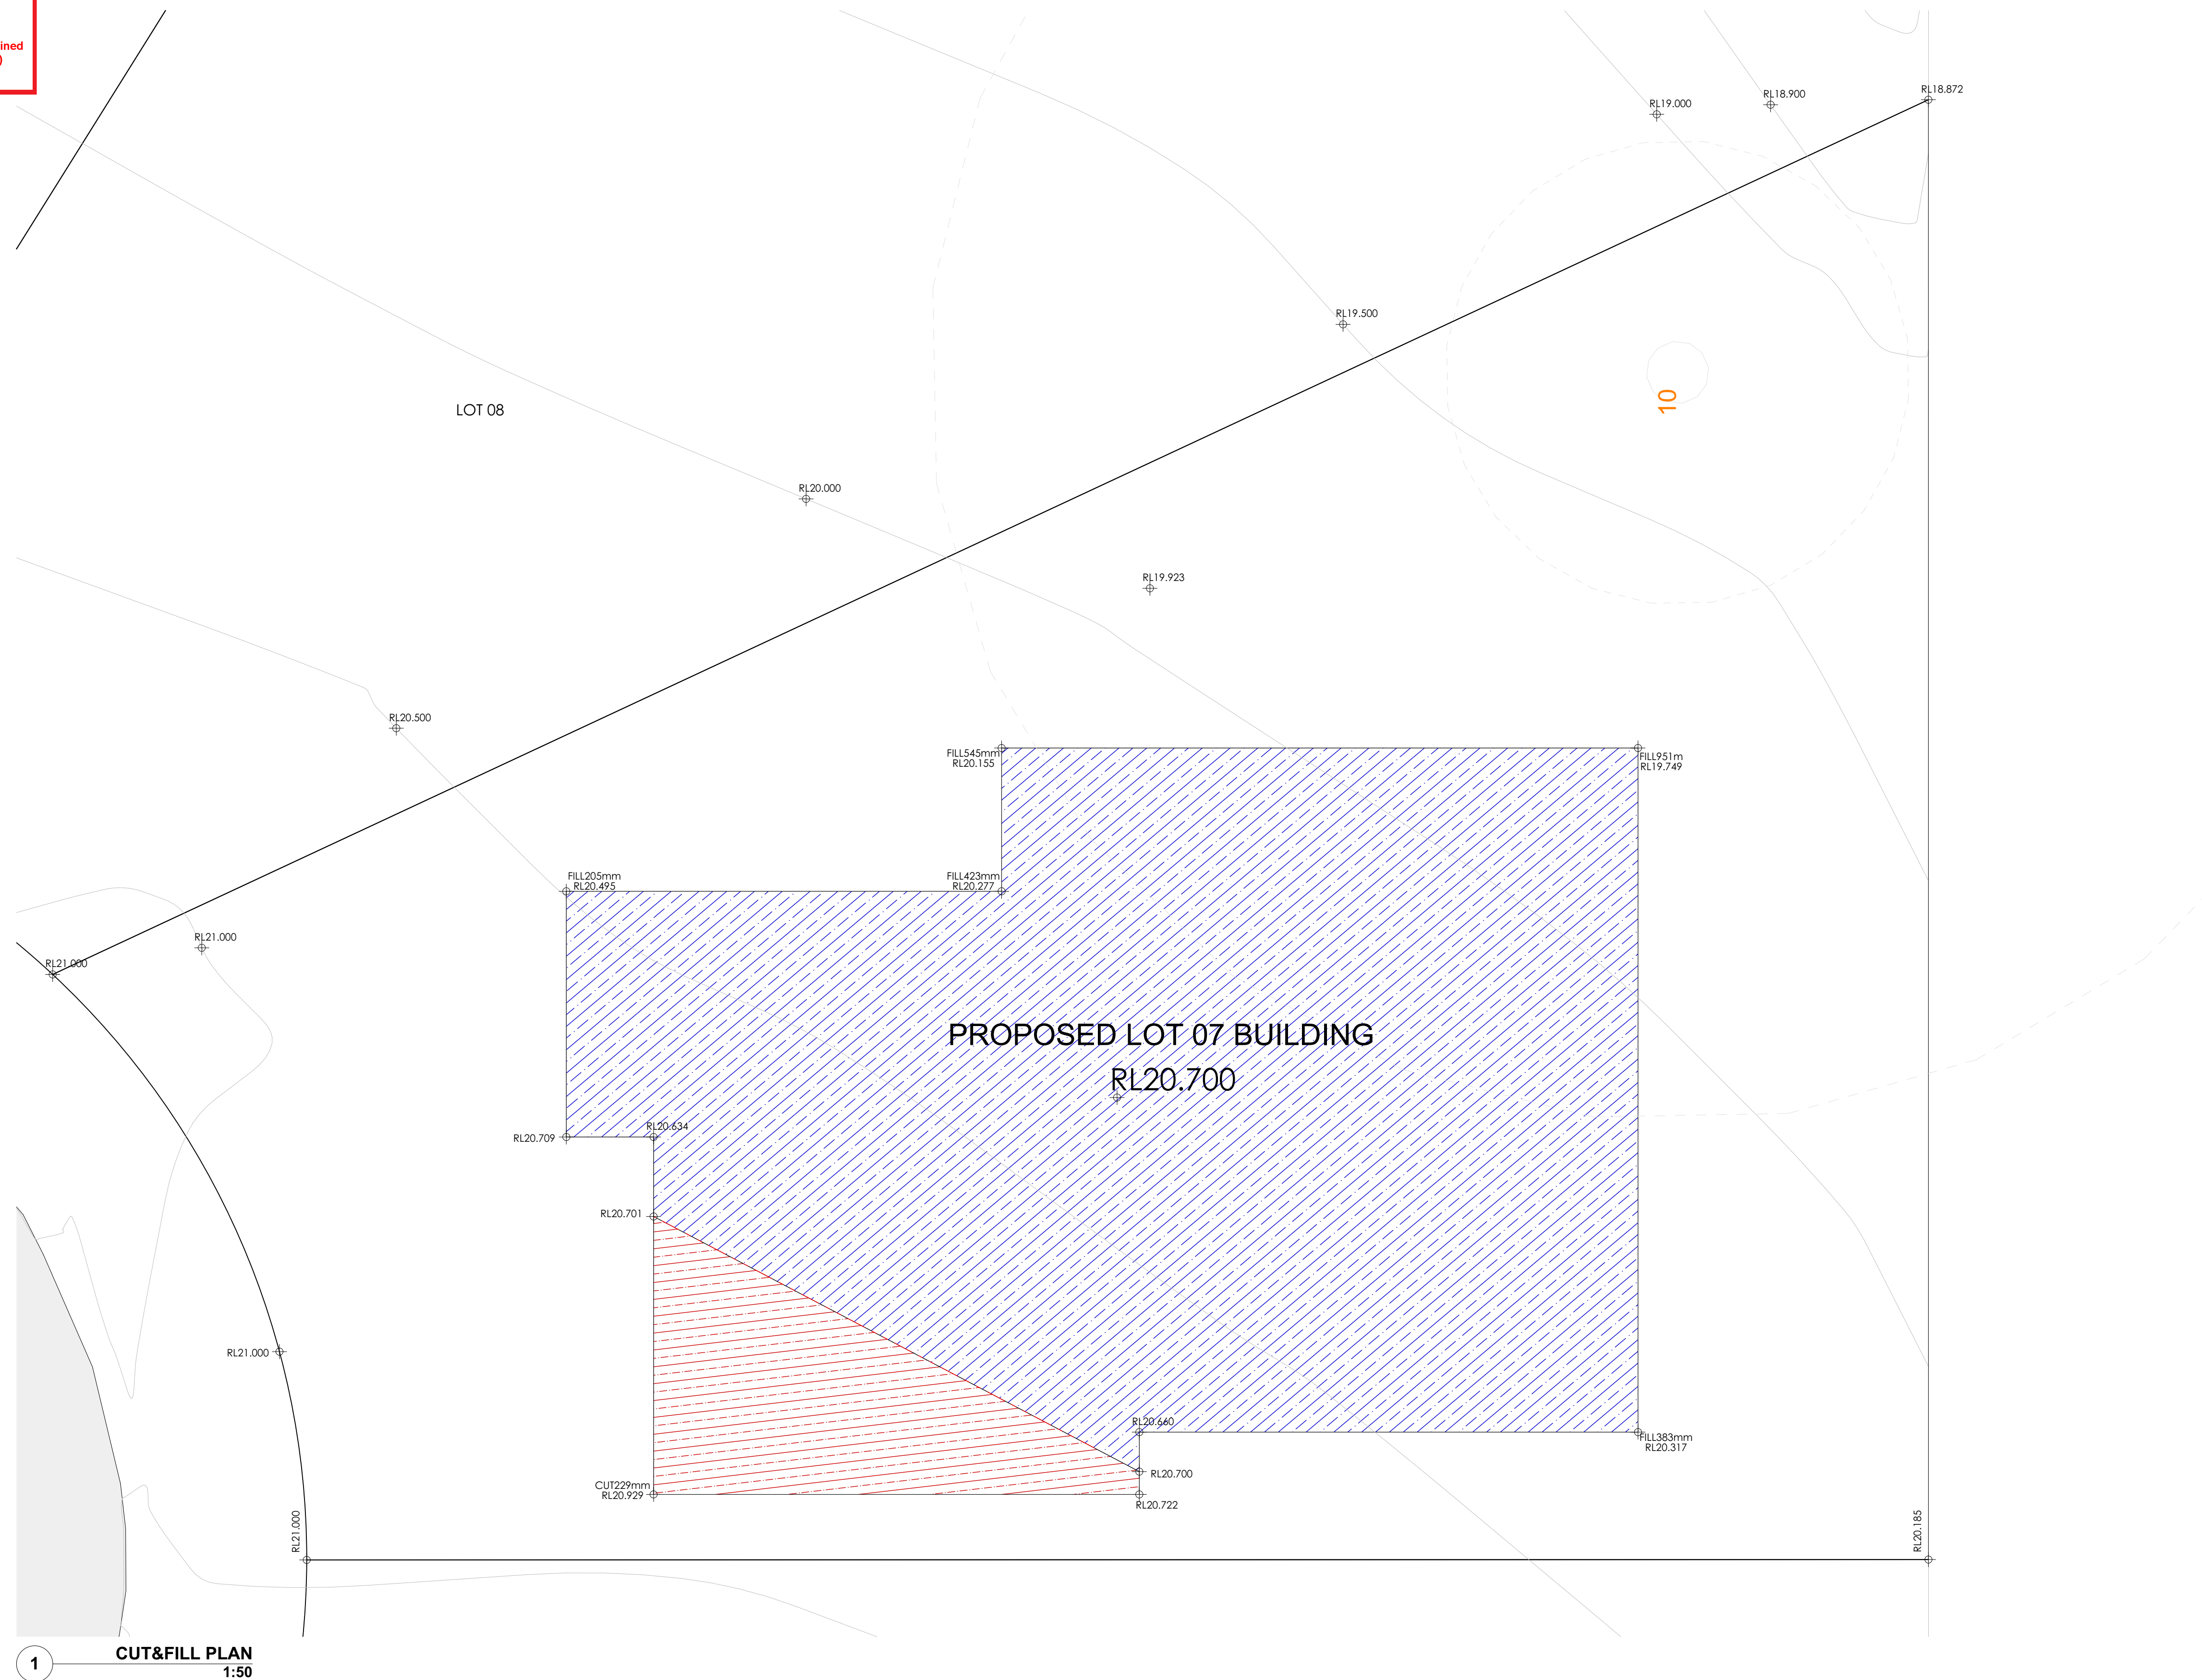 ined
)
RL18.872
RL18.900
RL19.000
RL19.500
LOT 08
10
RL20.000
RL19.923
RL20.500
FILL545mm
RL20.155
FILL951m
RL19.749
FILL205mm
RL20.495
FILL423mm
RL20.277
RL21.000
RL21.000
PROPOSED LOT 07 BUILDING
RL20.700
RL20.709
RL20.634
RL20.701
RL21.000
RL20.660
FILL383mm
RL20.317
RL20.700
CUT229mm
RL20.929
RL20.722
RL21.000
RL20.185
1
CUT&FILL PLAN
1:50